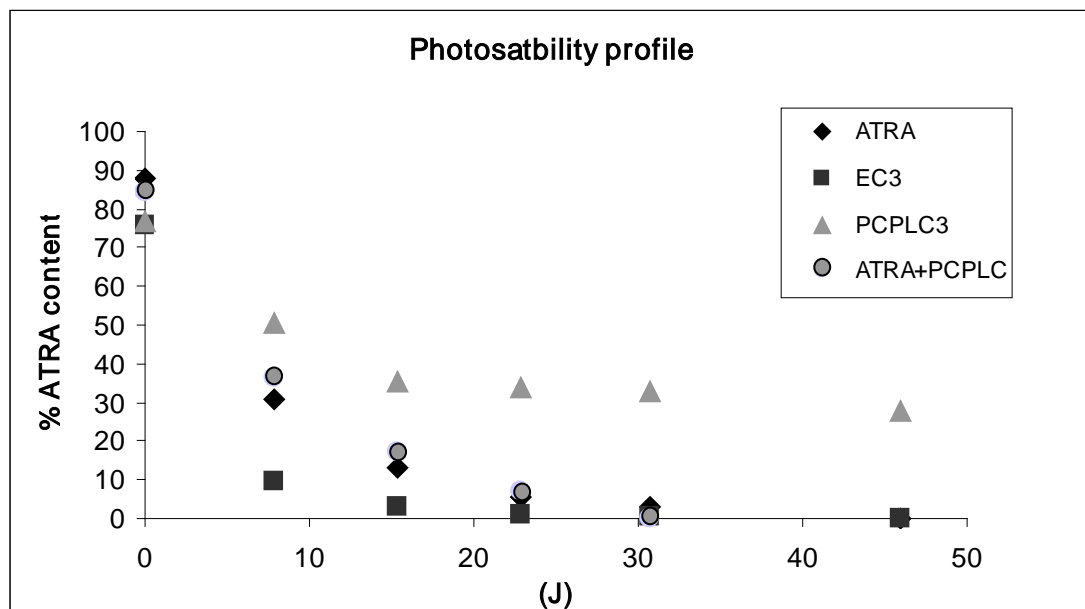 Photosatbility profile
% ATRA content
100
90
80
70
60
50
40
30
20
10
0
0
10
20
30
40
50
(J)
ATRA
EC3
PCPLC3
ATRA+PCPLC